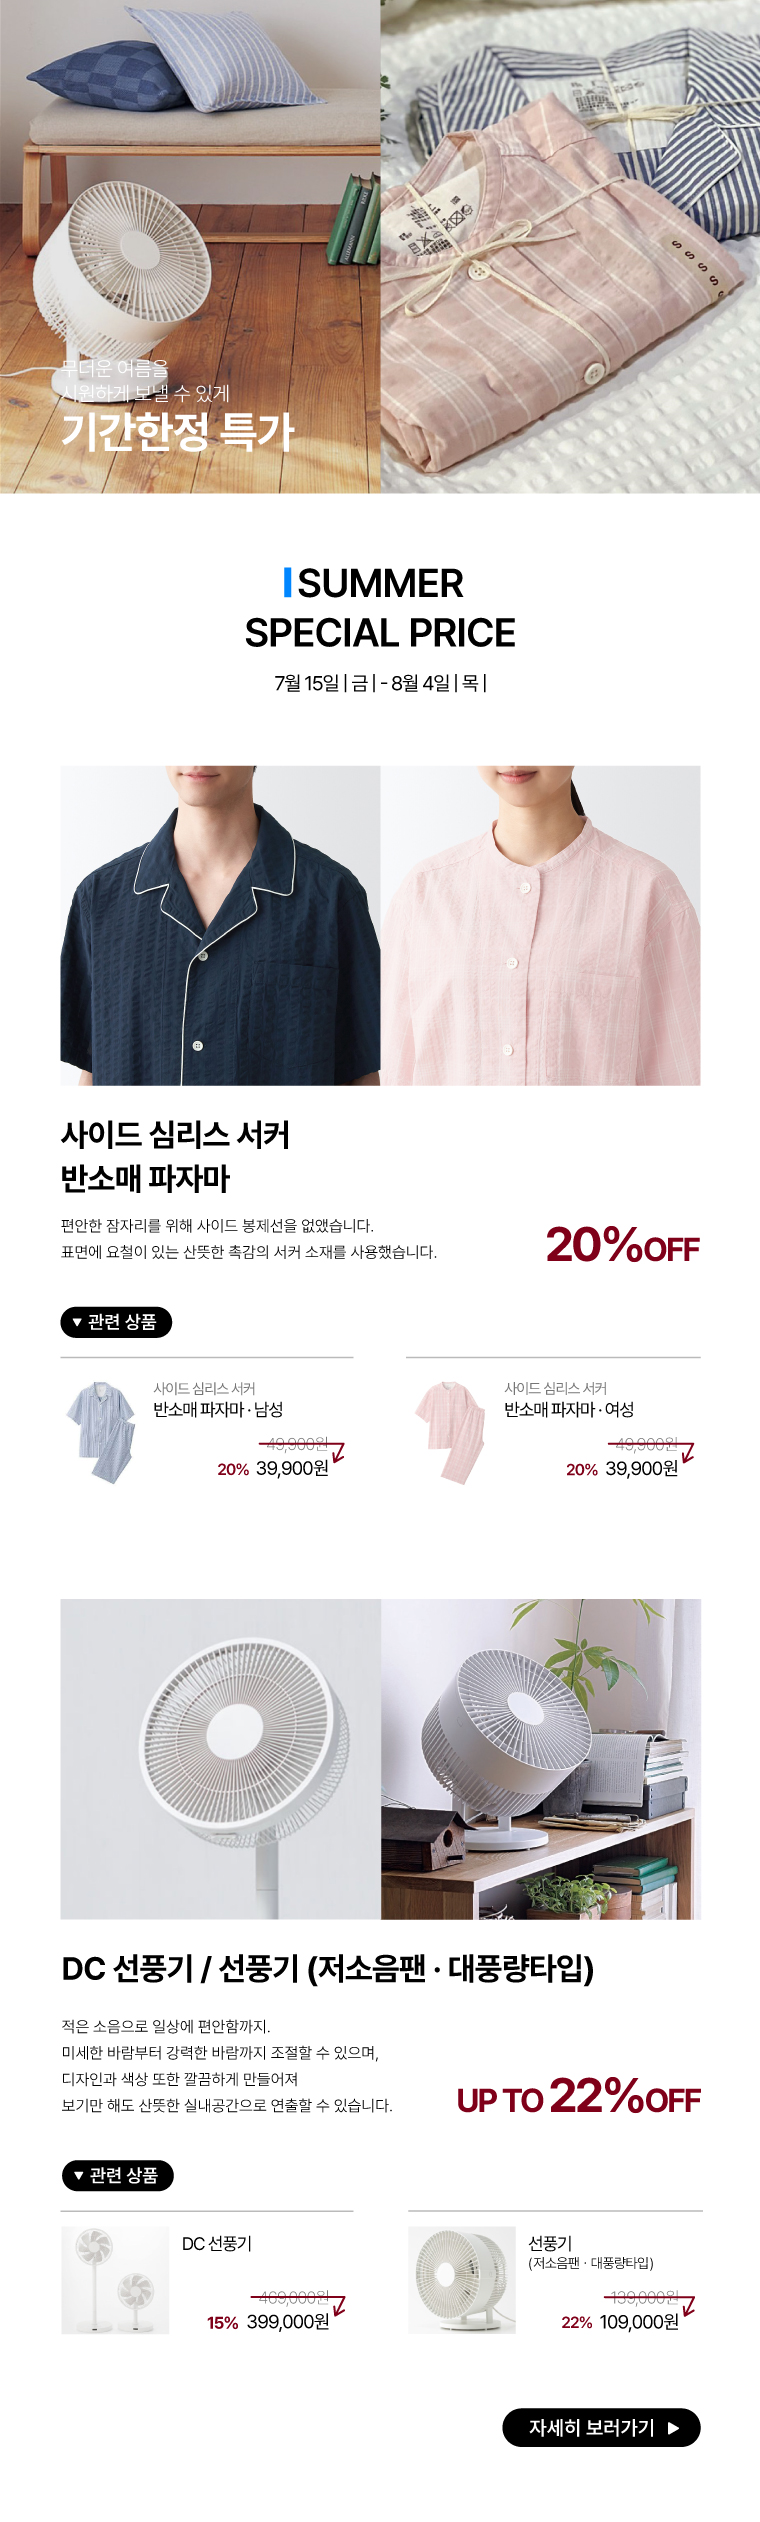 무더운 여름을
시원하게 보낼 수 있게
기간한정 특가
SUMMER
SPECIAL PRICE
7월 15일 | 금 | - 8월 4일 | 목 |
사이드 심리스 서커
반소매 파자마
편안한 잠자리를 위해 사이드 봉제선을 없앴습니다.
표면에 요철이 있는 산뜻한 촉감의 서커 소재를 사용했습니다.
20%OFF
▼ 관련 상품
사이드 심리스 서커
반소매 파자마 · 남성
49,900원
20% 39,900원
사이드 심리스 서커
반소매 파자마 · 여성
49,900원
20% 39,900원
DC 선풍기 / 선풍기 (저소음팬 · 대풍량타입)
적은 소음으로 일상에 편안함까지.
미세한 바람부터 강력한 바람까지 조절할 수 있으며,
디자인과 색상 또한 깔끔하게 만들어져
보기만 해도 산뜻한 실내공간으로 연출할 수 있습니다.
UP TO 22%OFF
▼ 관련 상품
DC 선풍기
469,000원
15% 399,000원
선풍기
(저소음팬 · 대풍량타입)
139,000원
22% 109,000원
자세히 보러가기 ▶